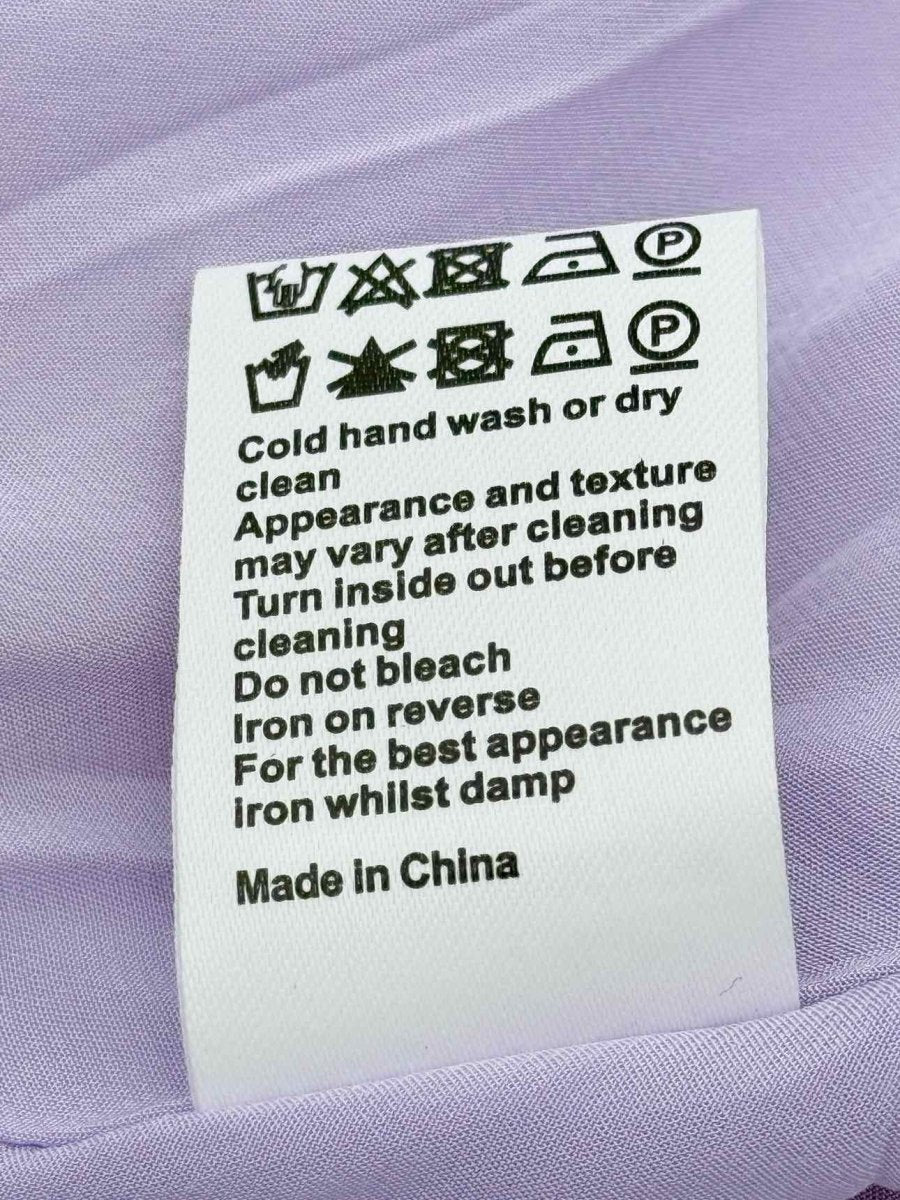 P
P
Cold hand wash or dry
clean
Appearance and texture
may vary after cleaning
Turn inside out before
cleaning
Do not bleach
Iron on reverse
For the best appearance
iron whilst damp
Made in China